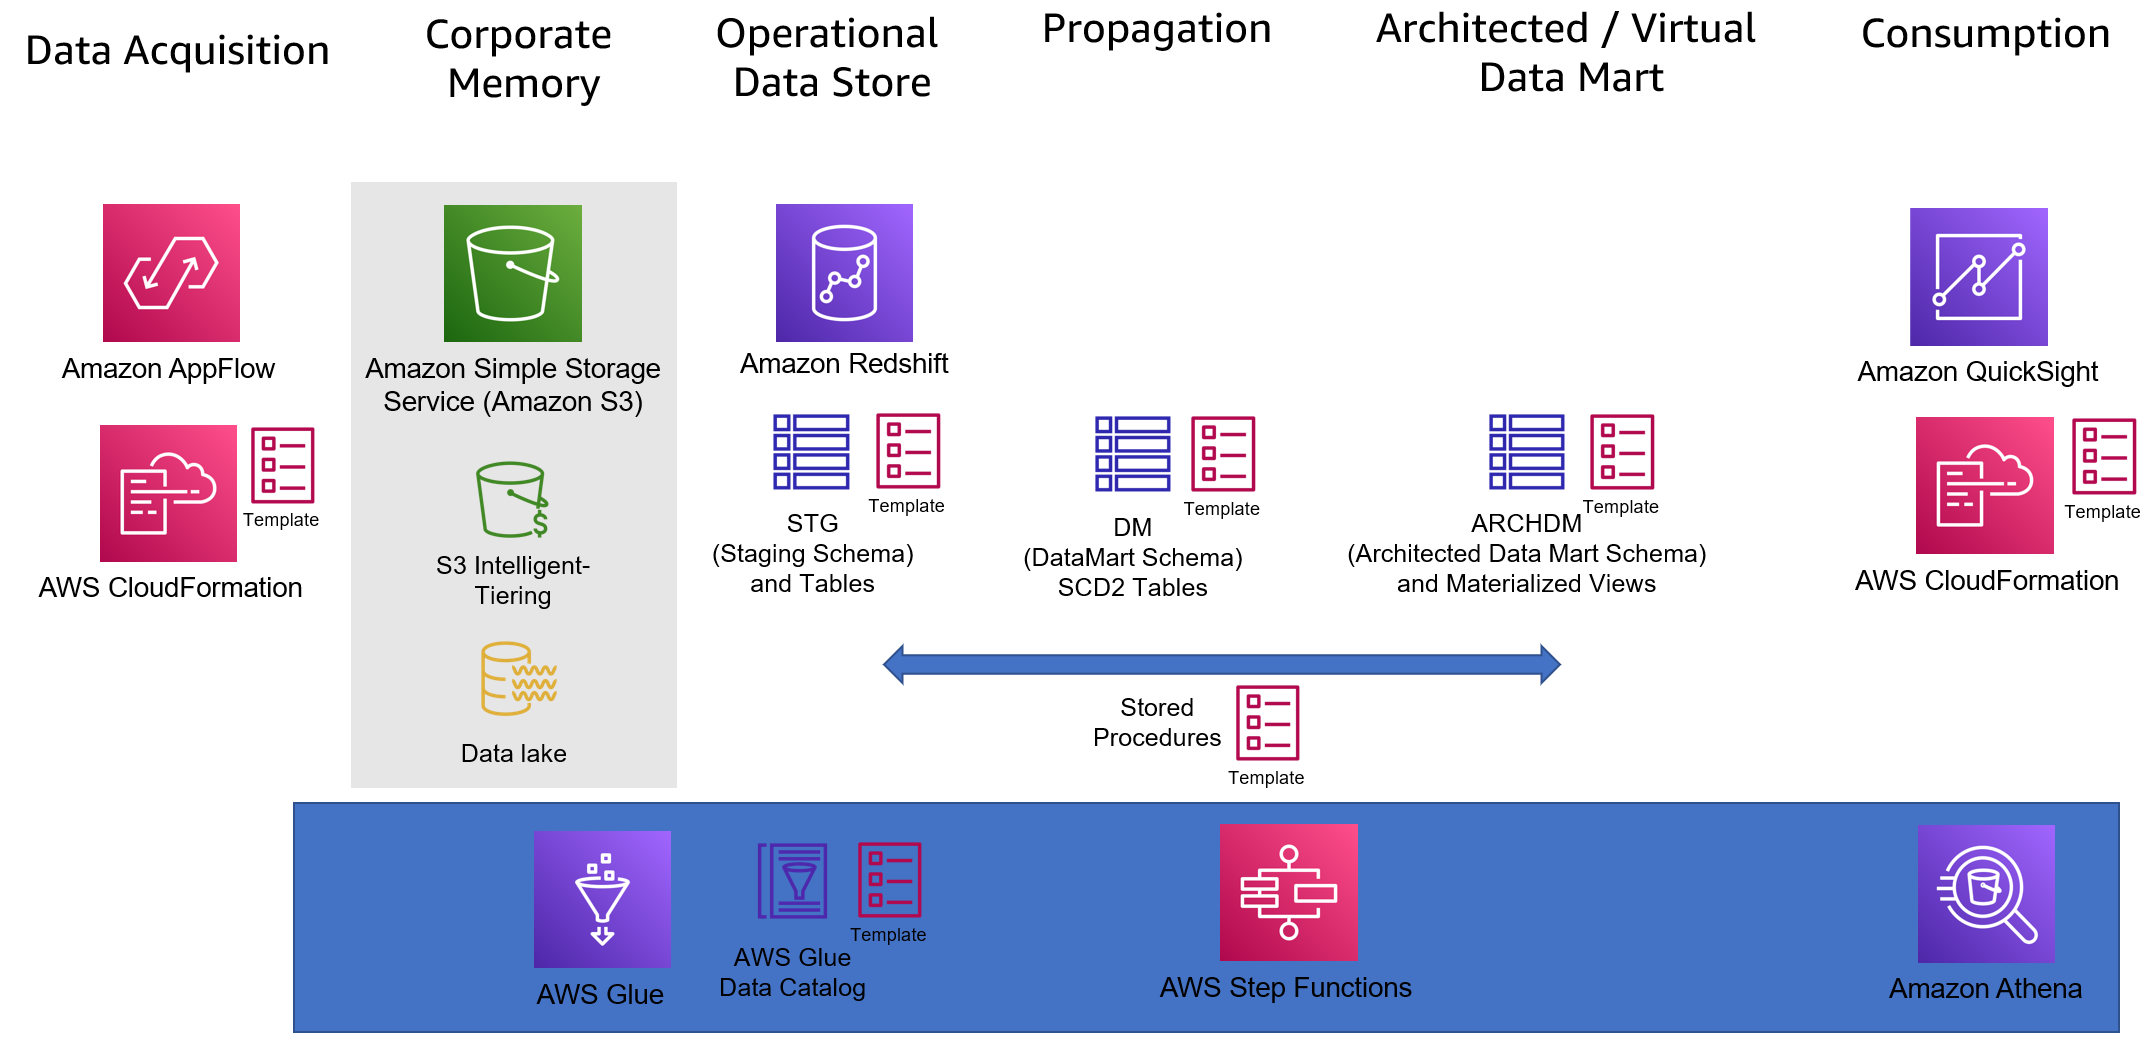 Data Acquisition
Corporate
Memory
Operational
Data Store
Propagation
Architected / Virtual
Data Mart
Consumption
Amazon AppFlow
AWS CloudFormation
Template
Amazon Simple Storage
Service (Amazon S3)
S3 Intelligent-
Tiering
Data lake
Amazon Redshift
Template
STG
(Staging Schema)
and Tables
Template
DM
(DataMart Schema)
SCD2 Tables
Template
ARCHDM
(Architected Data Mart Schema)
and Materialized Views
Amazon QuickSight
Template
AWS CloudFormation
Stored
Procedures
Template
AWS Glue
Template
AWS Glue
Data Catalog
AWS Step Functions
Amazon Athena